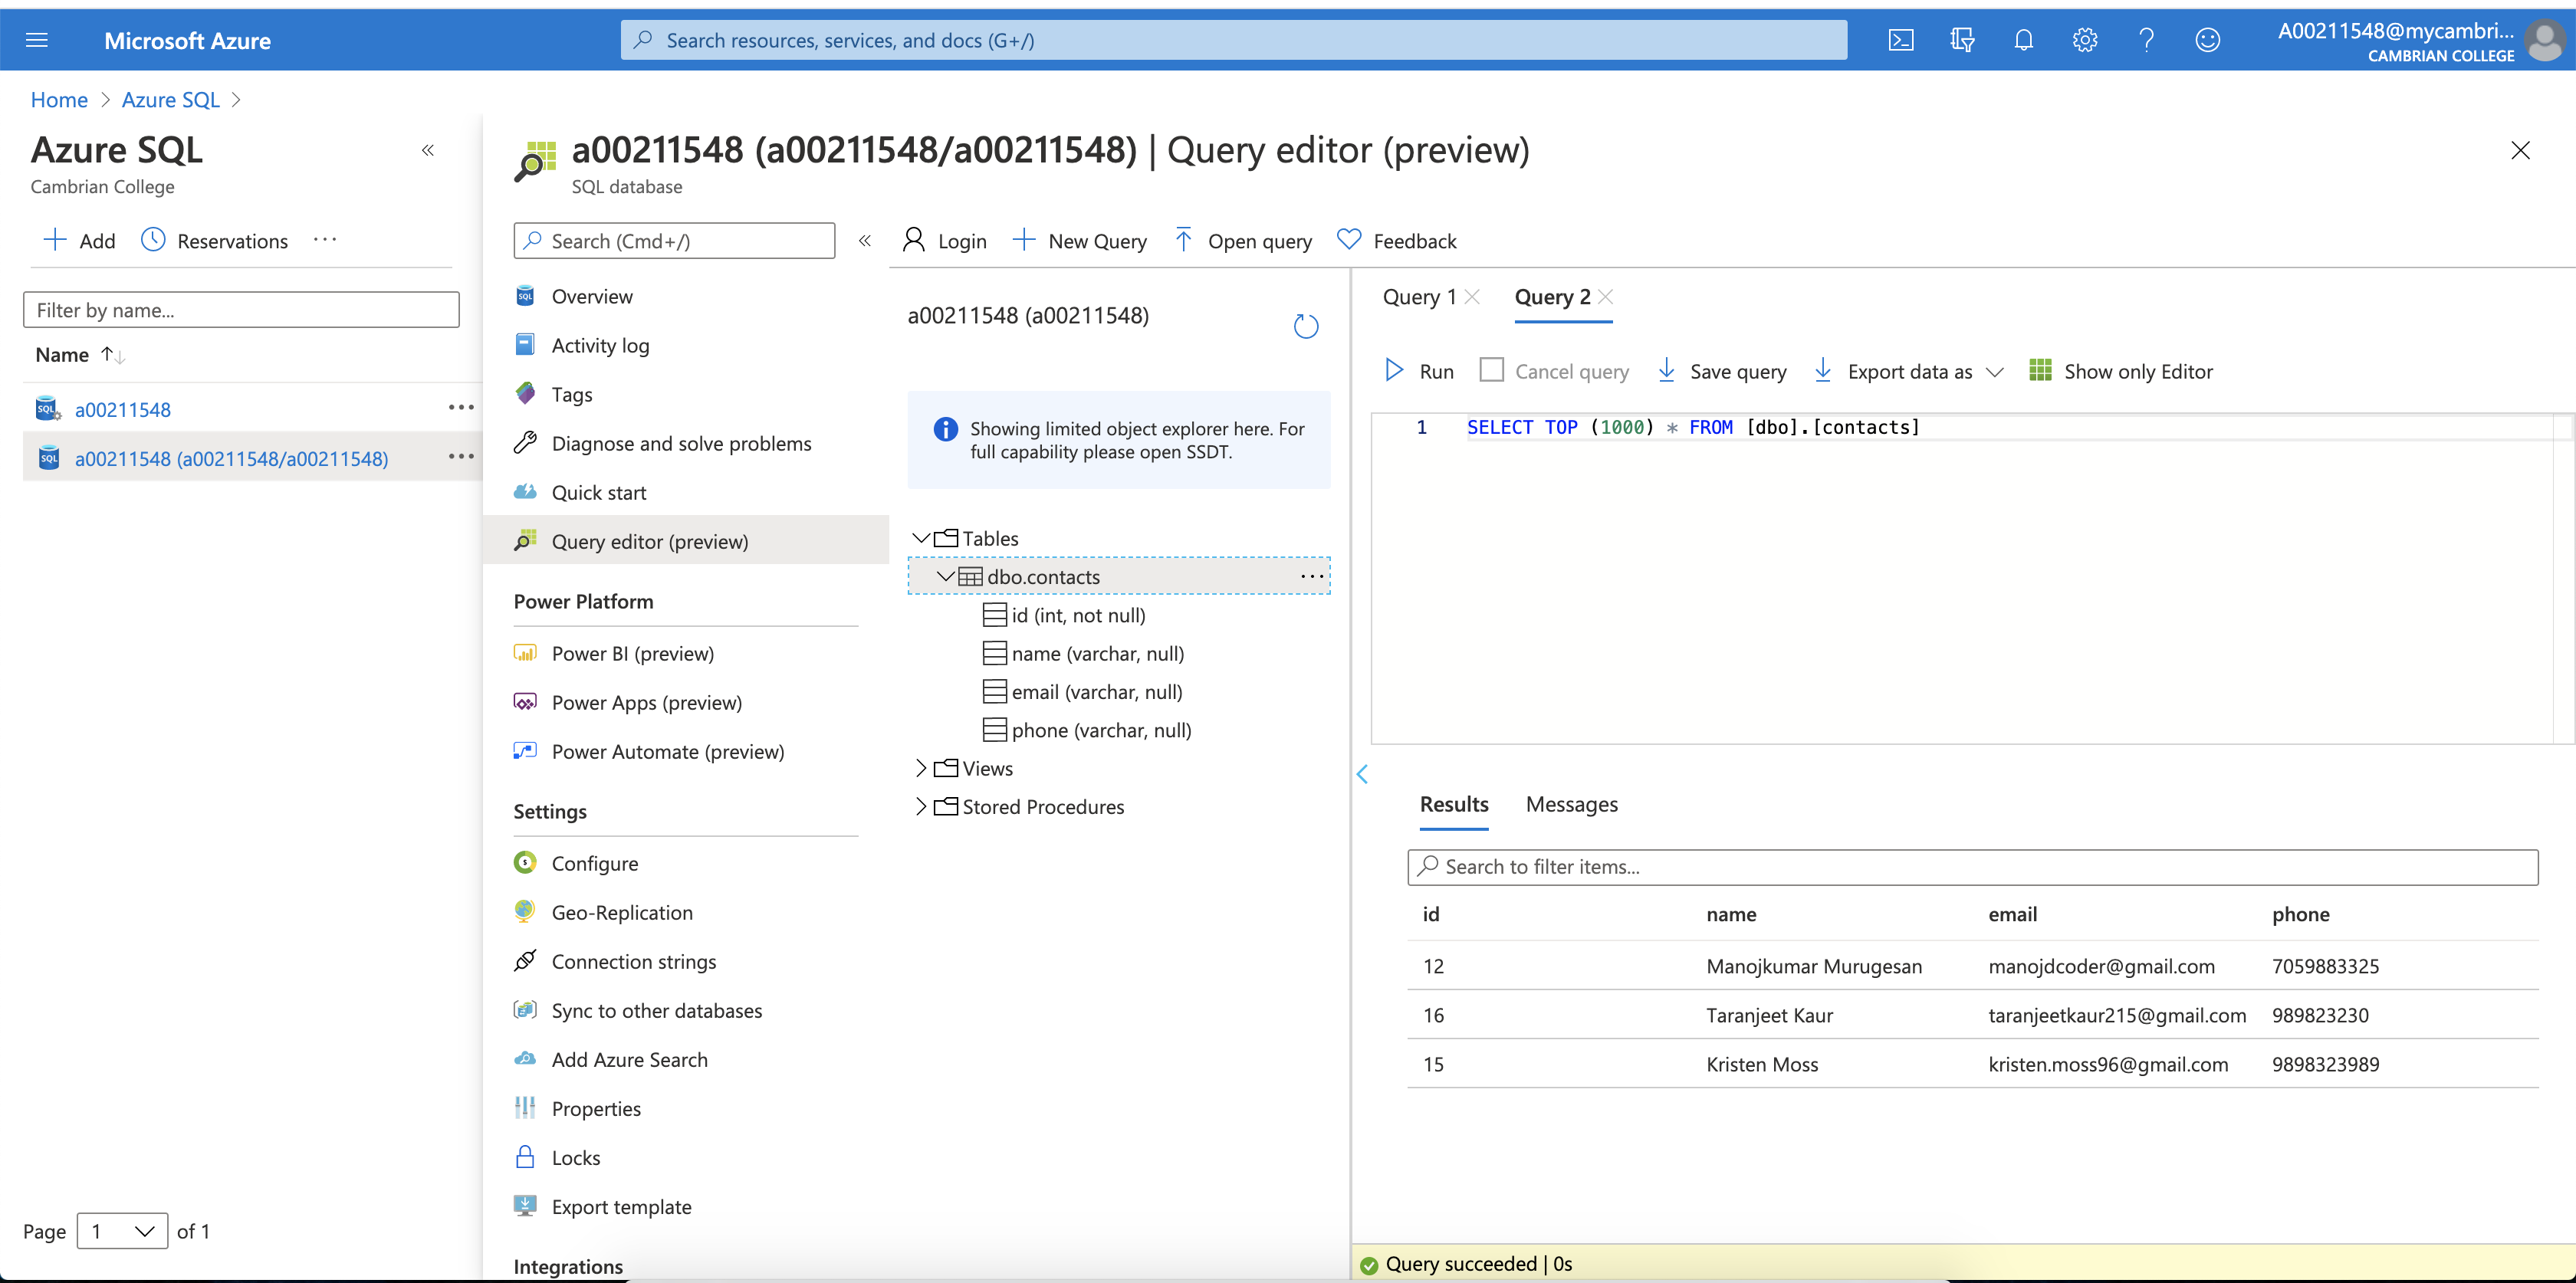 Microsoft Azure
Search resources, services, and docs (G+/)
A00211548@mycambri...
CAMBRIAN COLLEGE
Home > Azure SQL >
Azure SQL
Cambrian College
«
Add
Reservations
...
Filter by name...
Name ↑↓
a00211548
...
a00211548 (a00211548/a00211548)
...
Page 1 of 1
a00211548 (a00211548/a00211548) | Query editor (preview)
SQL database
Search (Cmd+/)
«
Overview
Activity log
Tags
Diagnose and solve problems
Quick start
Query editor (preview)
Power Platform
Power BI (preview)
Power Apps (preview)
Power Automate (preview)
Settings
Configure
Geo-Replication
Connection strings
Sync to other databases
Add Azure Search
Properties
Locks
Export template
Integrations
Login
New Query
Open query
Feedback
a00211548 (a00211548)
Showing limited object explorer here. For
full capability please open SSDT.
Tables
dbo.contacts
...
id (int, not null)
name (varchar, null)
email (varchar, null)
phone (varchar, null)
Views
Stored Procedures
Query 1
Query 2
Run
Cancel query
Save query
Export data as
Show only Editor
1 SELECT TOP (1000) * FROM [dbo].[contacts]
Results
Messages
Search to filter items...
id name email phone
12 Manojkumar Murugesan manojdcoder@gmail.com 7059883325
16 Taranjeet Kaur taranjeetkaur215@gmail.com 989823230
15 Kristen Moss kristen.moss96@gmail.com 9898323989
Query succeeded | 0s